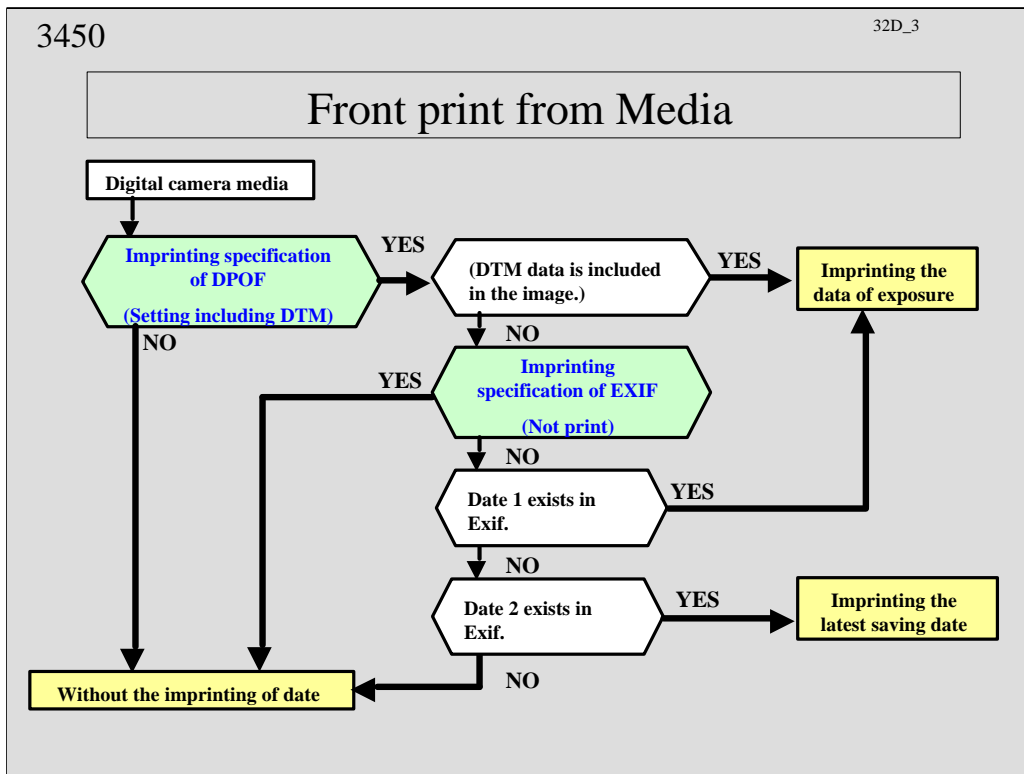 3450
32D_3
Front print from Media
Digital camera media
Imprinting specification
of DPOF
(Setting including DTM)
YES
(DTM data is included
in the image.)
YES
Imprinting the
data of exposure
NO
NO
Imprinting
specification of EXIF
(Not print)
YES
NO
Date 1 exists in
Exif.
YES
NO
Date 2 exists in
Exif.
YES
Imprinting the
latest saving date
NO
Without the imprinting of date